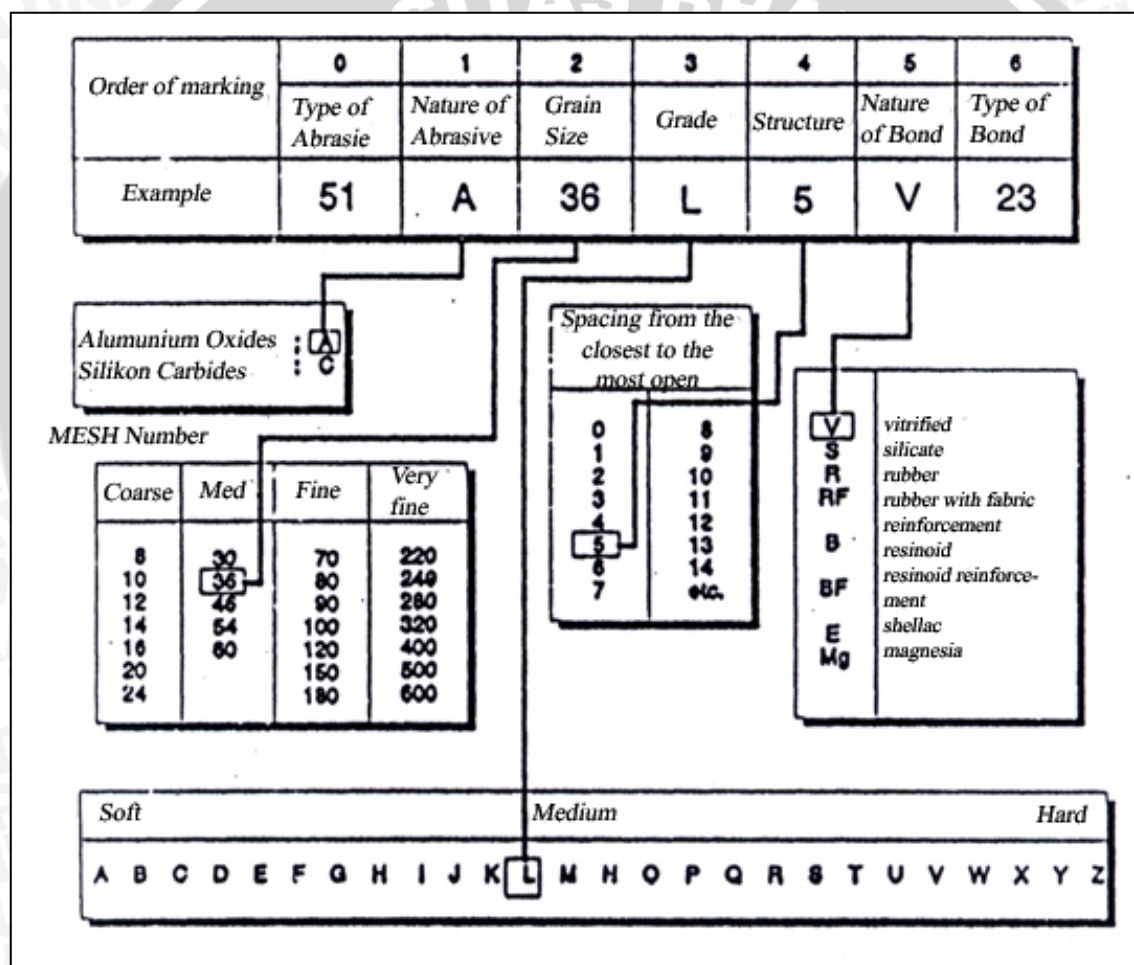 Order of marking
0 1 2 3 4 5 6
Type of Abrasie
Nature of Abrasive
Grain Size
Grade
Structure
Nature of Bond
Type of Bond
Example 51 A 36 L 5 V 23
Alumunium Oxides : A
Silikon Carbides : C
MESH Number
Coarse Med Fine Very fine
8 30 70 220
10 36 80 240
12 46 90 280
14 54 100 320
16 60 120 400
20 150 500
24 180 600
Spacing from the
closest to the
most open
0 8
1 9
2 10
3 11
4 12
5 13
6 14
7 etc.
V vitrified
S silicate
R rubber
RF rubber with fabric
reinforcement
B resinoid
BF resinoid reinforce-
ment
E shellac
Mg magnesia
Soft Medium Hard
A B C D E F G H I J K L M N O P Q R S T U V W X Y Z